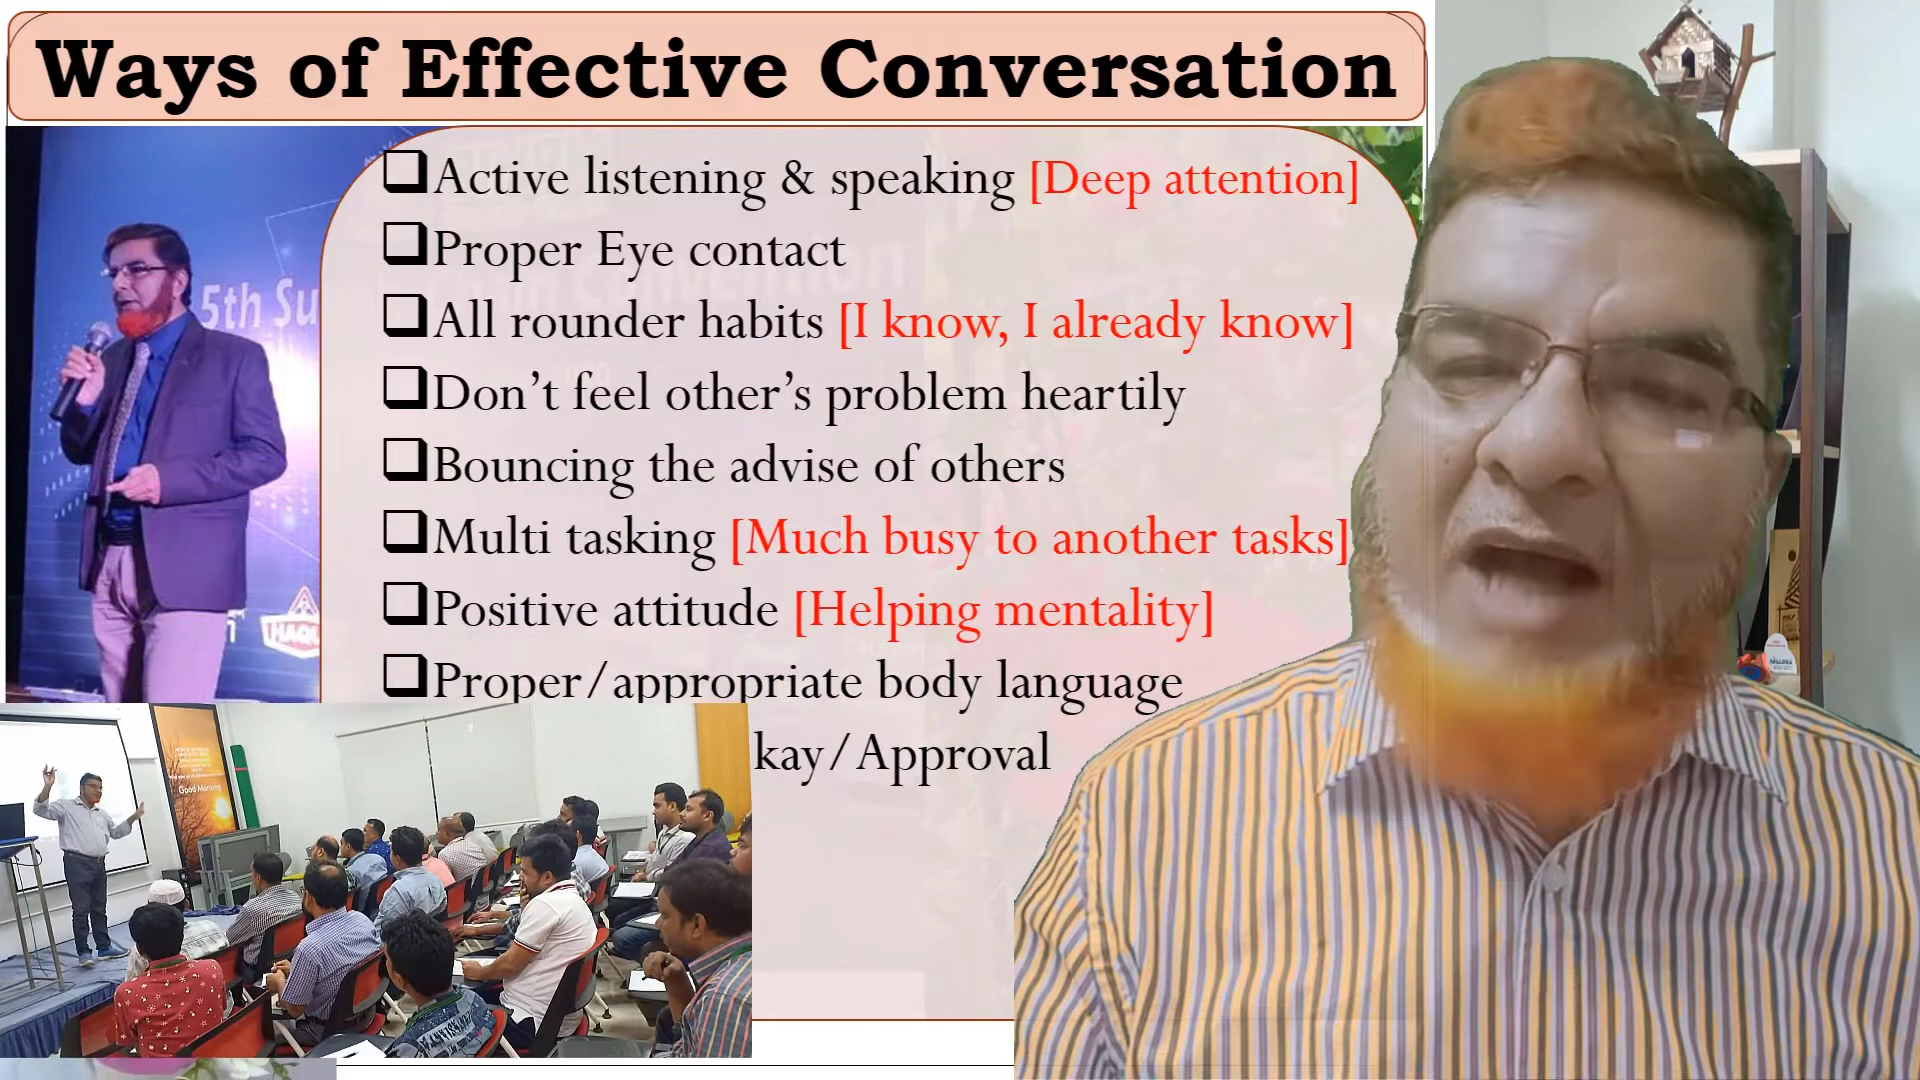 Ways of Effective Conversation
Active listening & speaking [Deep attention]
Proper Eye contact
All rounder habits [I know, I already know]
Don't feel other's problem heartily
Bouncing the advise of others
Multi tasking [Much busy to another tasks]
Positive attitude [Helping mentality]
Proper/appropriate body language
kay/Approval
5th Su
Convention
HAQU
Good Morning